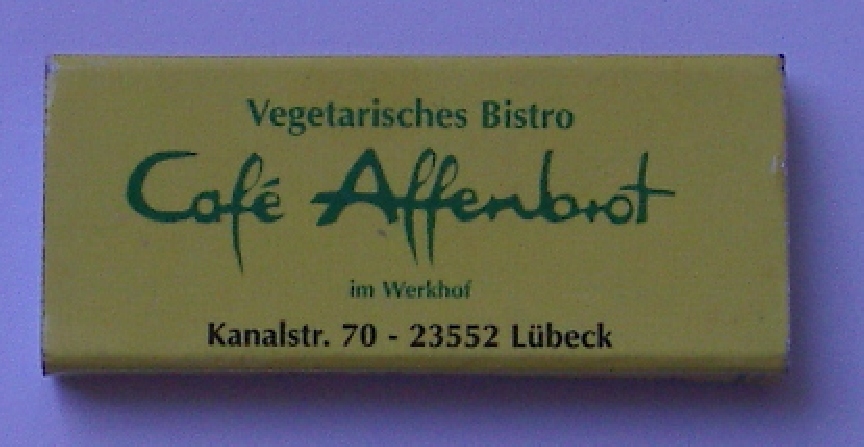 Vegetarisches Bistro
Café Affenbrot
im Werkhof
Kanalstr. 70 - 23552 Lübeck